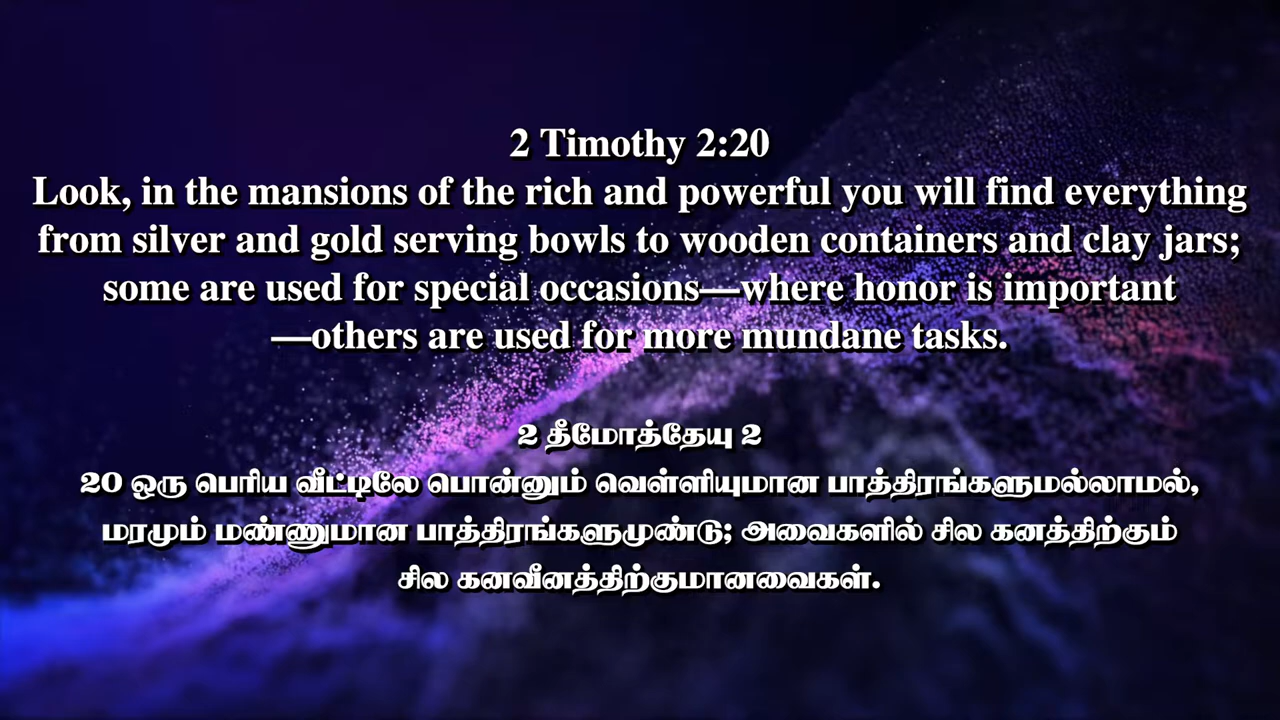 2 Timothy 2:20
Look, in the mansions of the rich and powerful you will find everything
from silver and gold serving bowls to wooden containers and clay jars;
some are used for special occasions—where honor is important
—others are used for more mundane tasks.
2 தீமோத்தேயு 2
20 ஒரு பெரிய வீட்டிலே பொன்னும் வெள்ளியுமான பாத்திரங்களுமல்லாமல்,
மரமும் மண்ணுமான பாத்திரங்களுமுண்டு; அவைகளில் சில கனத்திற்கும்
சில கனவீனத்திற்குமானவைகள்.